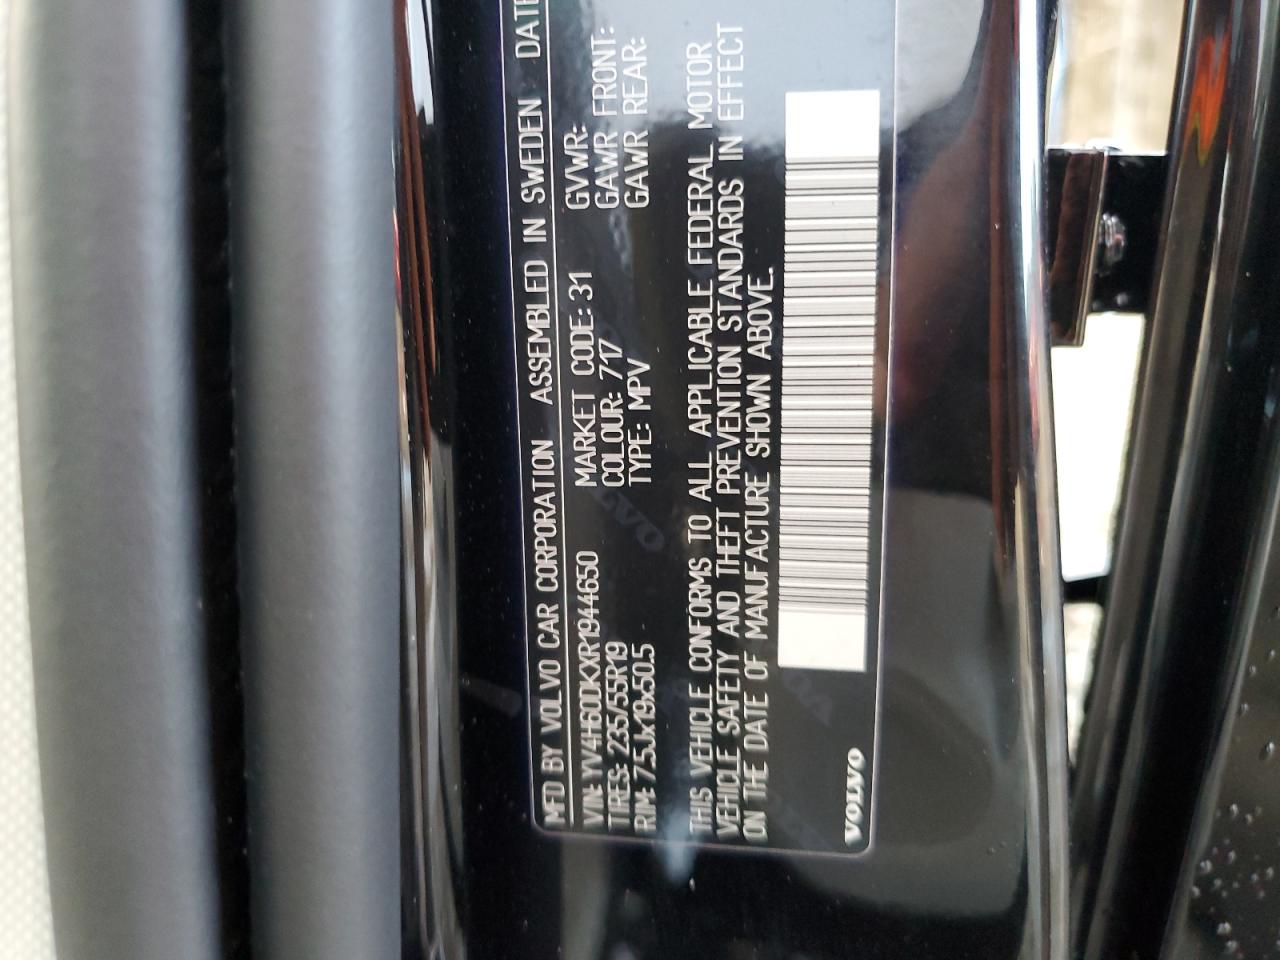 MFD BY VOLVO CAR CORPORATION ASSEMBLED IN SWEDEN DATE
VIN: YV4H60DKXR1944650 MARKET CODE: 31 GVWR:
TIRES: 235/55R19 COLOUR: 717 GAWR FRONT:
RIM: 7.5Jx19x50.5 TYPE: MPV GAWR REAR:
THIS VEHICLE CONFORMS TO ALL APPLICABLE FEDERAL MOTOR
VEHICLE SAFETY AND THEFT PREVENTION STANDARDS IN EFFECT
ON THE DATE OF MANUFACTURE SHOWN ABOVE.
VOLVO